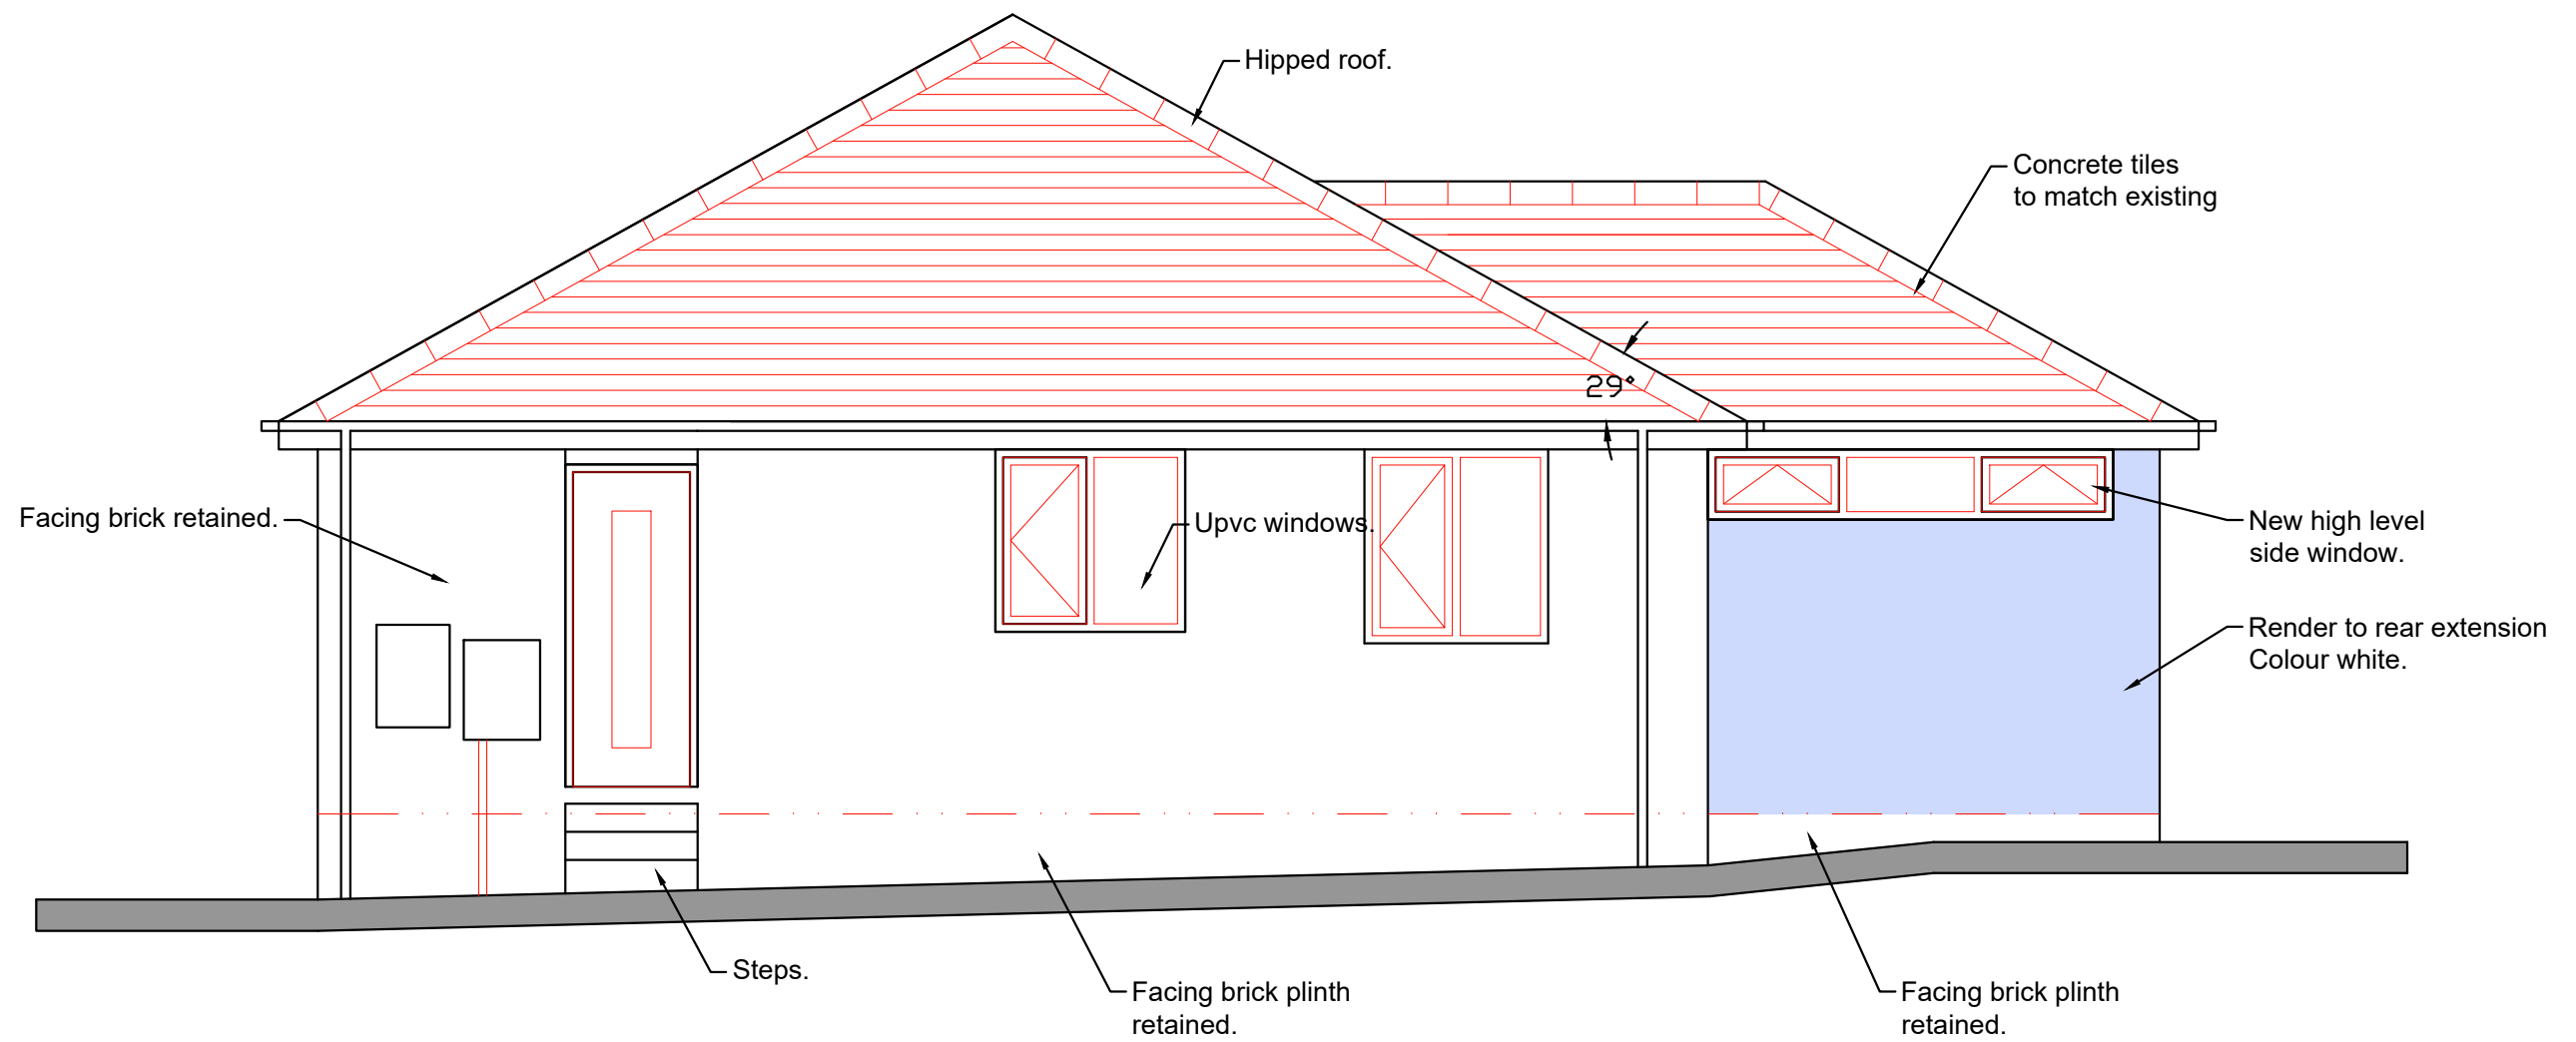 Hipped roof.
Concrete tiles
to match existing
29°
Facing brick retained.
Upvc windows.
New high level
side window.
Render to rear extension
Colour white.
Steps.
Facing brick plinth
retained.
Facing brick plinth
retained.